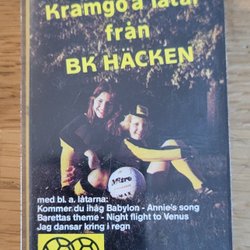 Kramgo'a låtar
från
BK HÄCKEN
med bl. a. låtarna:
Kommer du ihåg Babylon - Annie's song
Barettas theme - Night flight to Venus
Jag dansar kring i regn